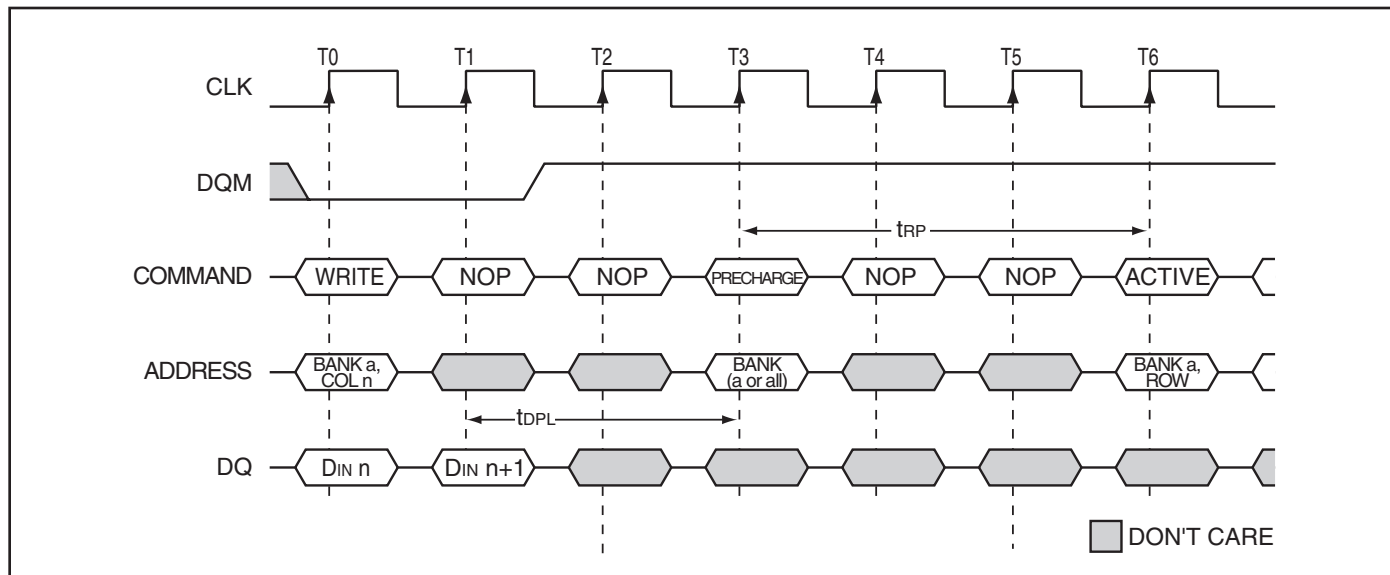 T0 T1 T2 T3 T4 T5 T6
CLK
DQM
tRP
COMMAND WRITE NOP NOP PRECHARGE NOP NOP ACTIVE
ADDRESS BANK a, COL n BANK (a or all) BANK a, ROW
tDPL
DQ DIN n DIN n+1
DON'T CARE